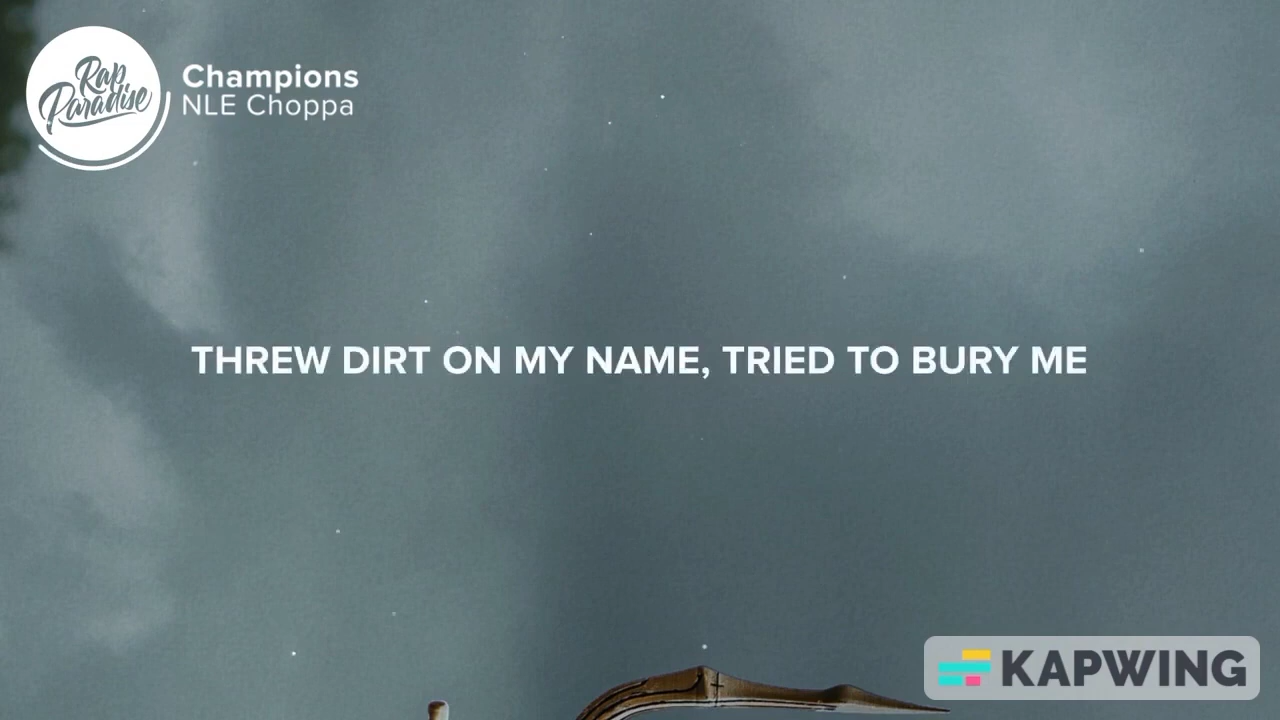 Rap
Paradise
Champions
NLE Choppa
THREW DIRT ON MY NAME, TRIED TO BURY ME
KAPWING